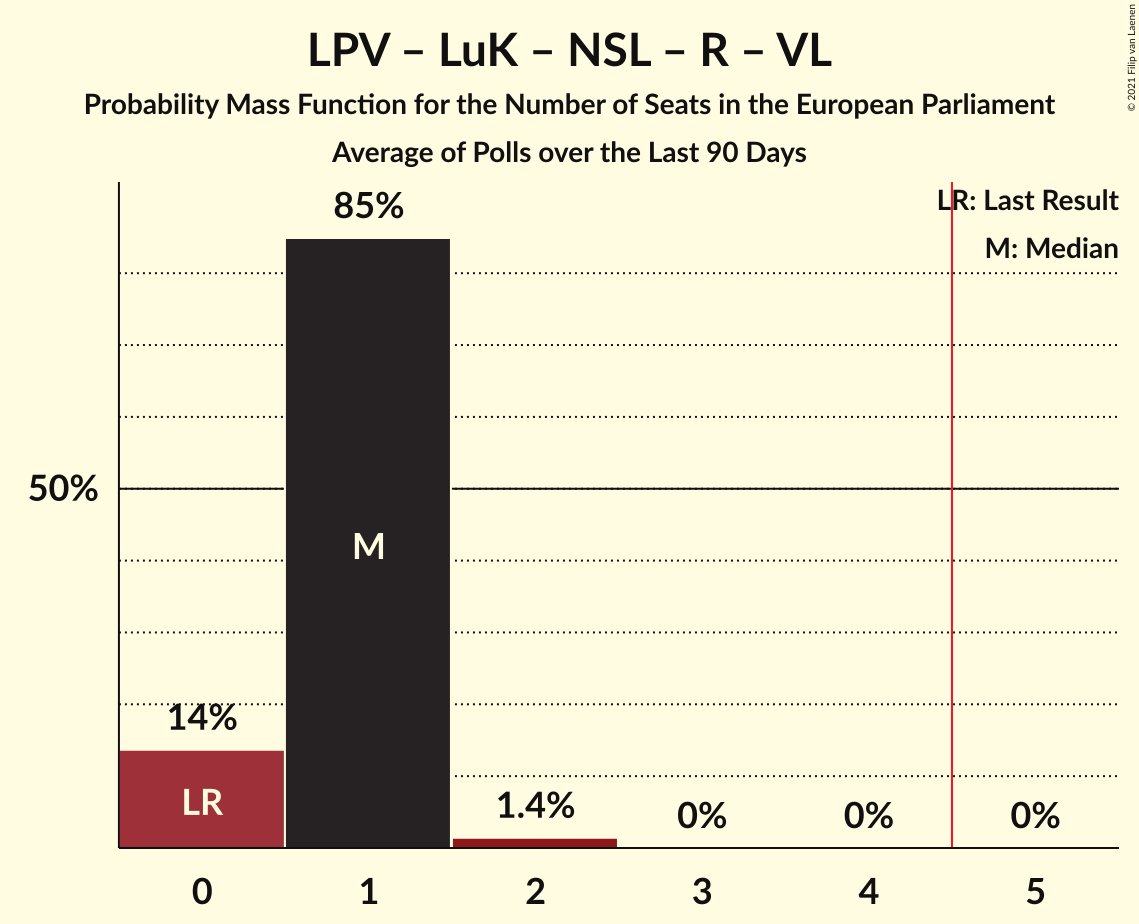 LPV – LuK – NSL – R – VL
Probability Mass Function for the Number of Seats in the European Parliament
Average of Polls over the Last 90 Days
© 2021 Filip van Laenen
LR: Last Result
M: Median
85%
50%
M
14%
LR
1.4%
0%
0%
0%
0
1
2
3
4
5